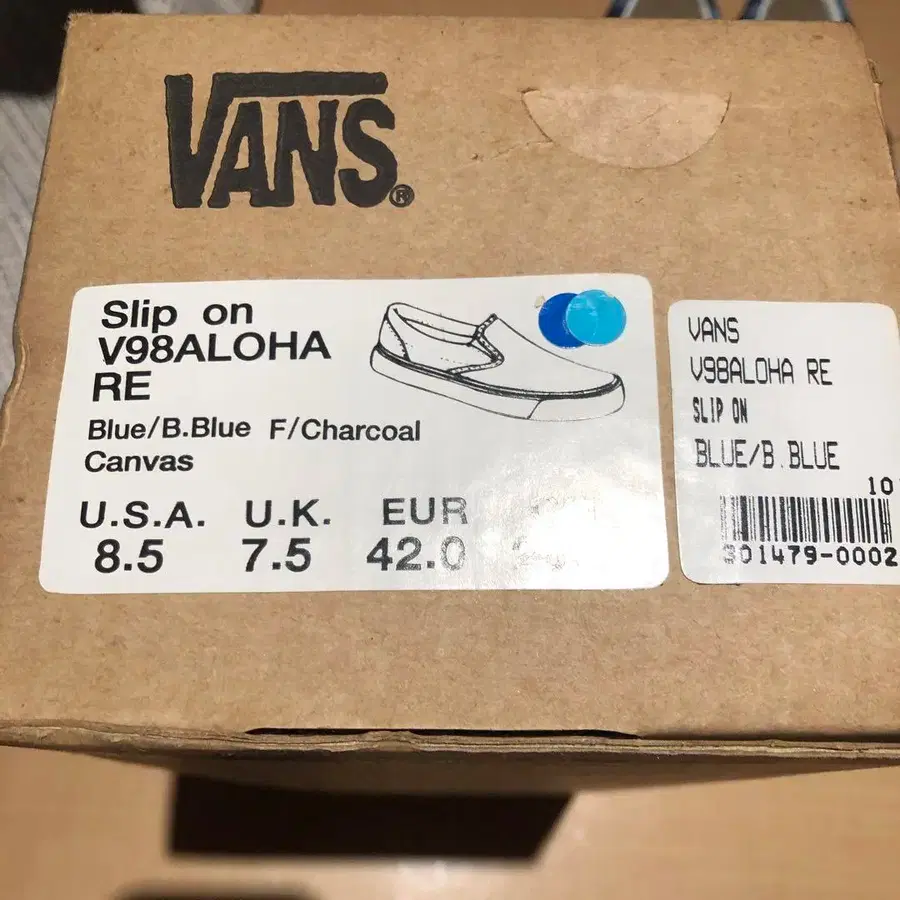 VANS®
Slip on
V98ALOHA
RE
Blue/B.Blue F/Charcoal
Canvas
U.S.A. U.K. EUR
8.5 7.5 42.0
VANS
V98ALOHA RE
SLIP ON
BLUE/B.BLUE
10
301479-0002